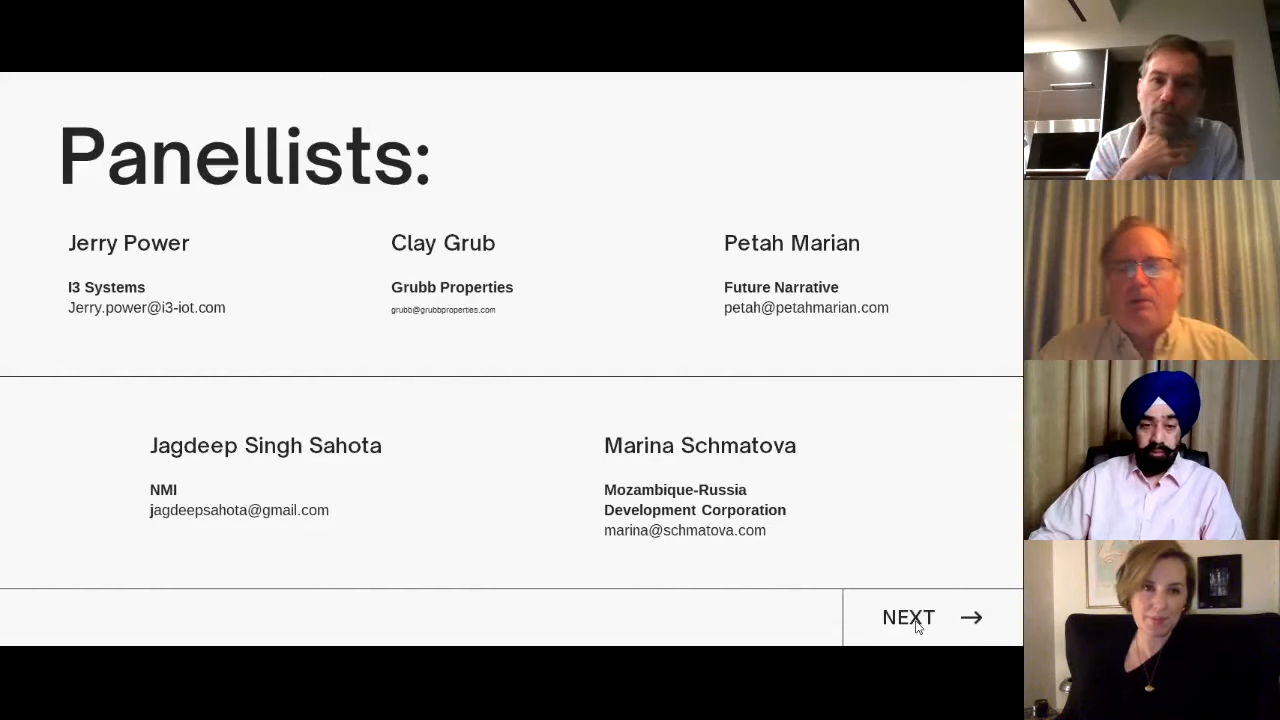 Panellists:
Jerry Power
I3 Systems
Jerry.power@i3-iot.com
Clay Grub
Grubb Properties
grubb@grubbproperties.com
Petah Marian
Future Narrative
petah@petahmarian.com
Jagdeep Singh Sahota
NMI
jagdeepsahota@gmail.com
Marina Schmatova
Mozambique-Russia
Development Corporation
marina@schmatova.com
NEXT →